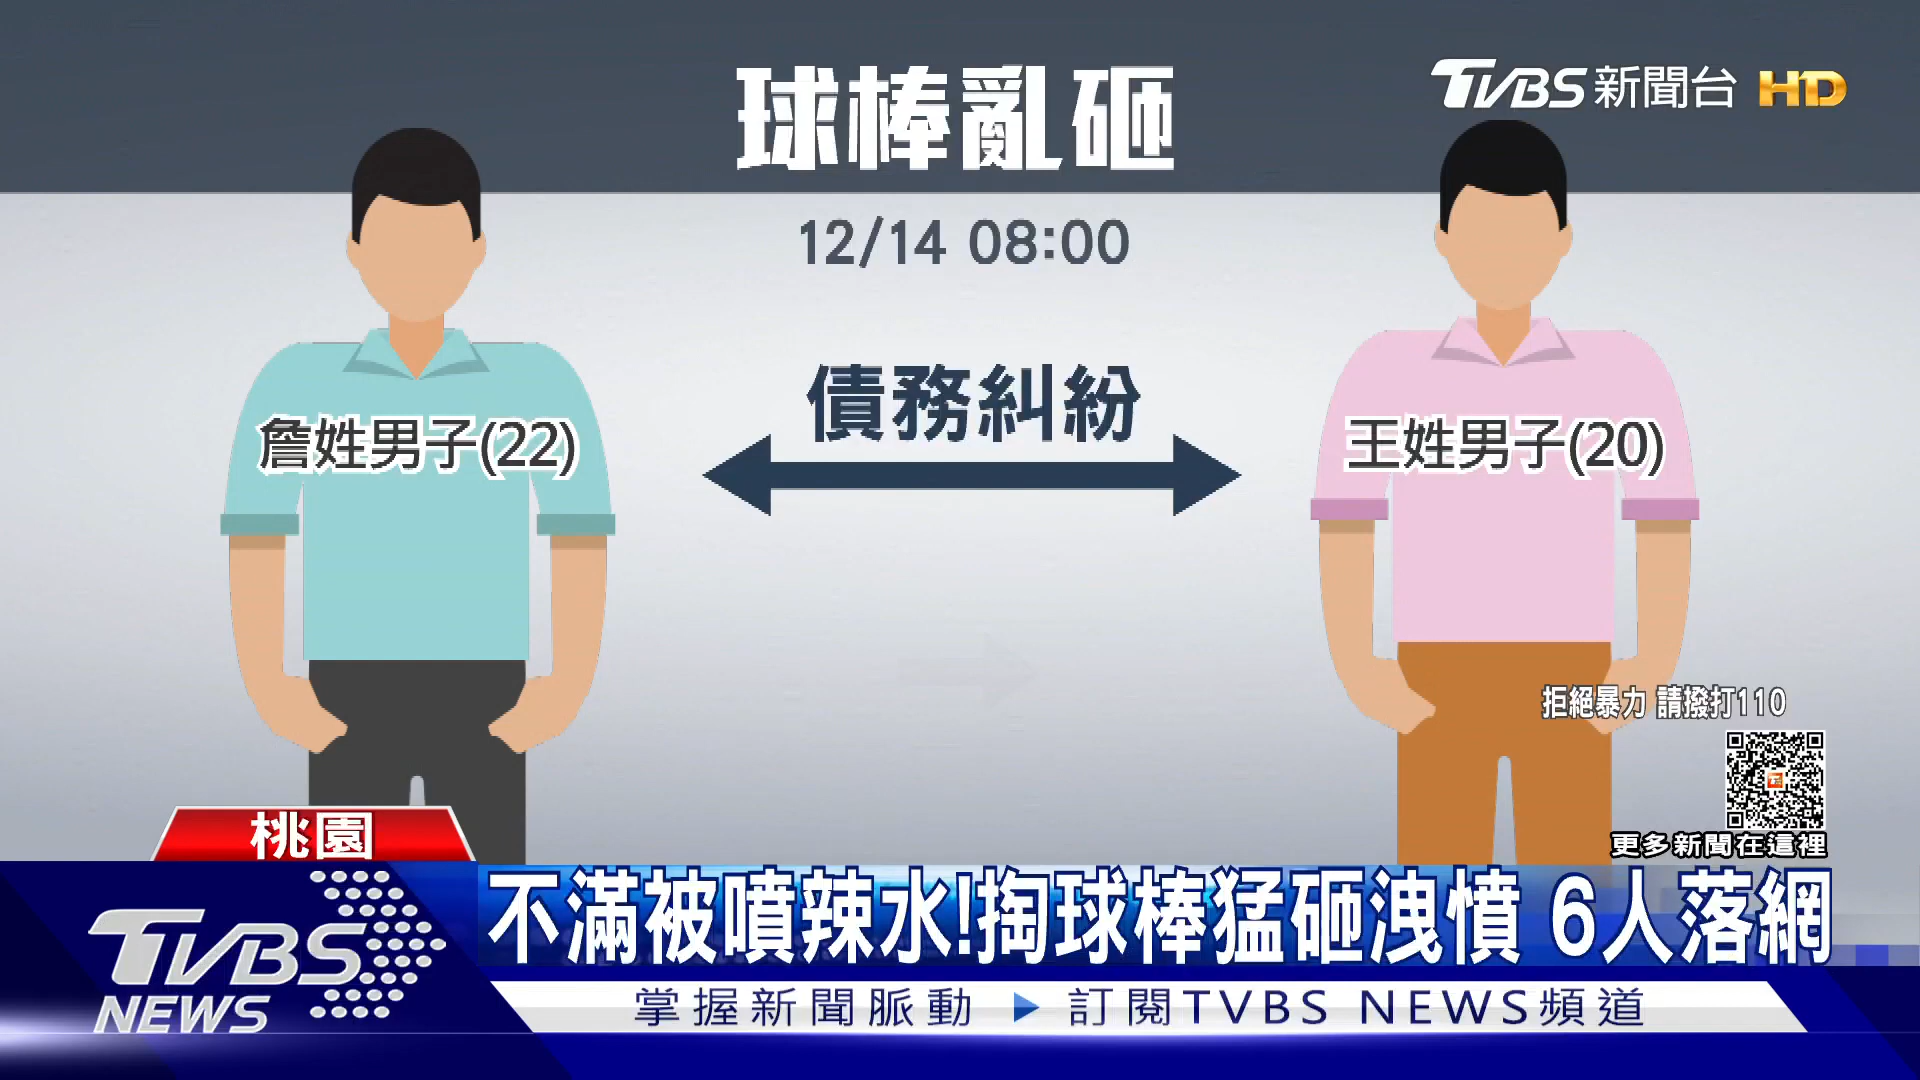 球棒亂砸
TVBS新聞台 HD
12/14 08:00
債務糾紛
詹姓男子(22)
王姓男子(20)
拒絕暴力 請撥打110
更多新聞在這裡
桃園
不滿被噴辣水!掏球棒猛砸洩憤 6人落網
TVBS
NEWS
掌握新聞脈動 ▶ 訂閱TVBS NEWS頻道